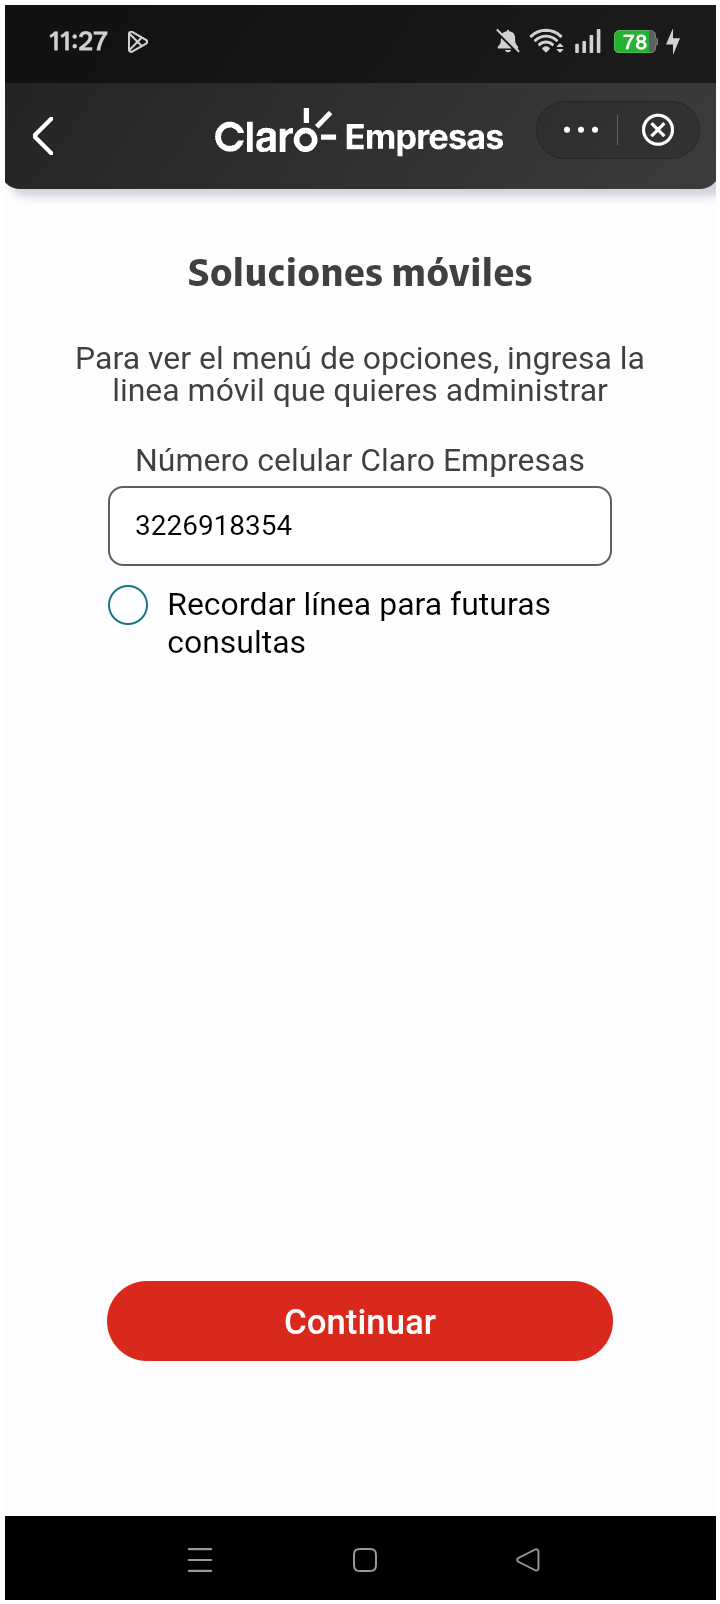 11:27
78
Claro Empresas
Soluciones móviles
Para ver el menú de opciones, ingresa la
linea móvil que quieres administrar
Número celular Claro Empresas
3226918354
Recordar línea para futuras
consultas
Continuar